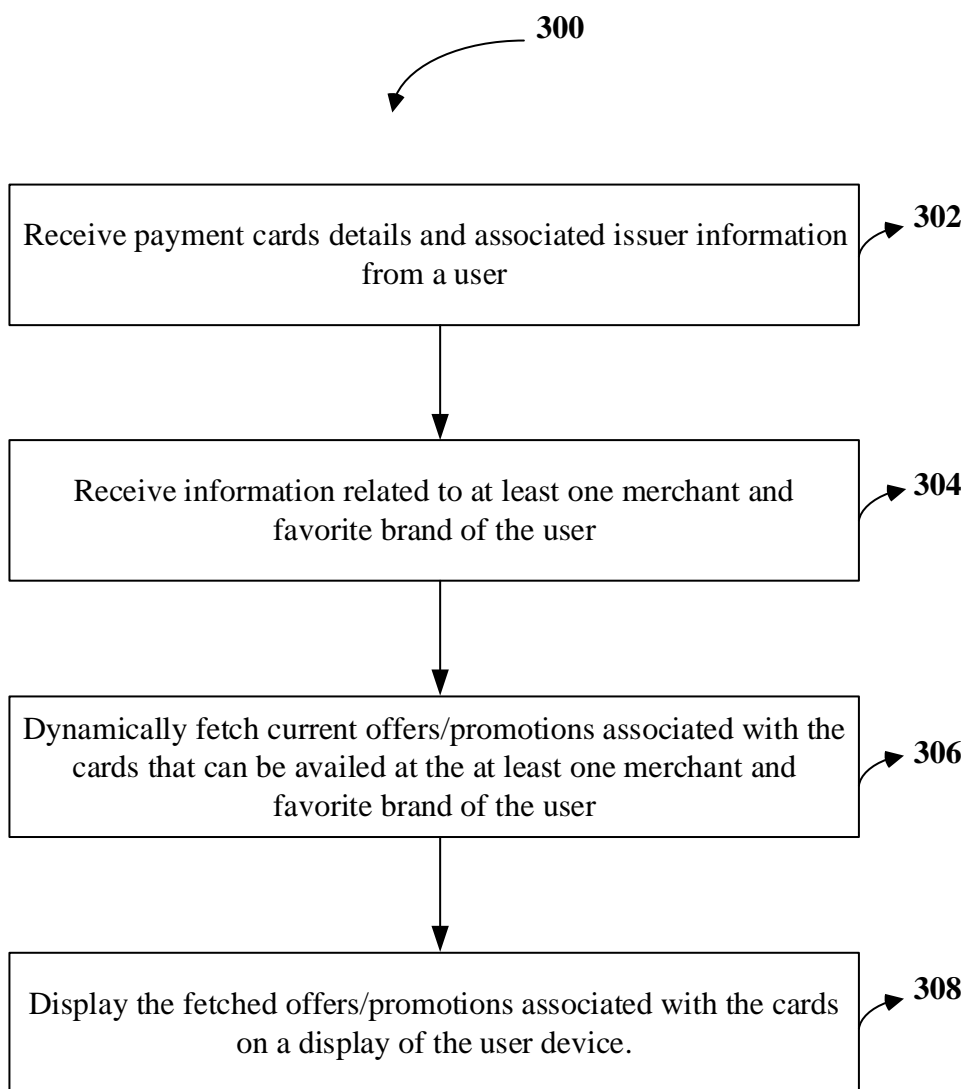 300
Receive payment cards details and associated issuer information
from a user
302
Receive information related to at least one merchant and
favorite brand of the user
304
Dynamically fetch current offers/promotions associated with the
cards that can be availed at the at least one merchant and
favorite brand of the user
306
Display the fetched offers/promotions associated with the cards
on a display of the user device.
308